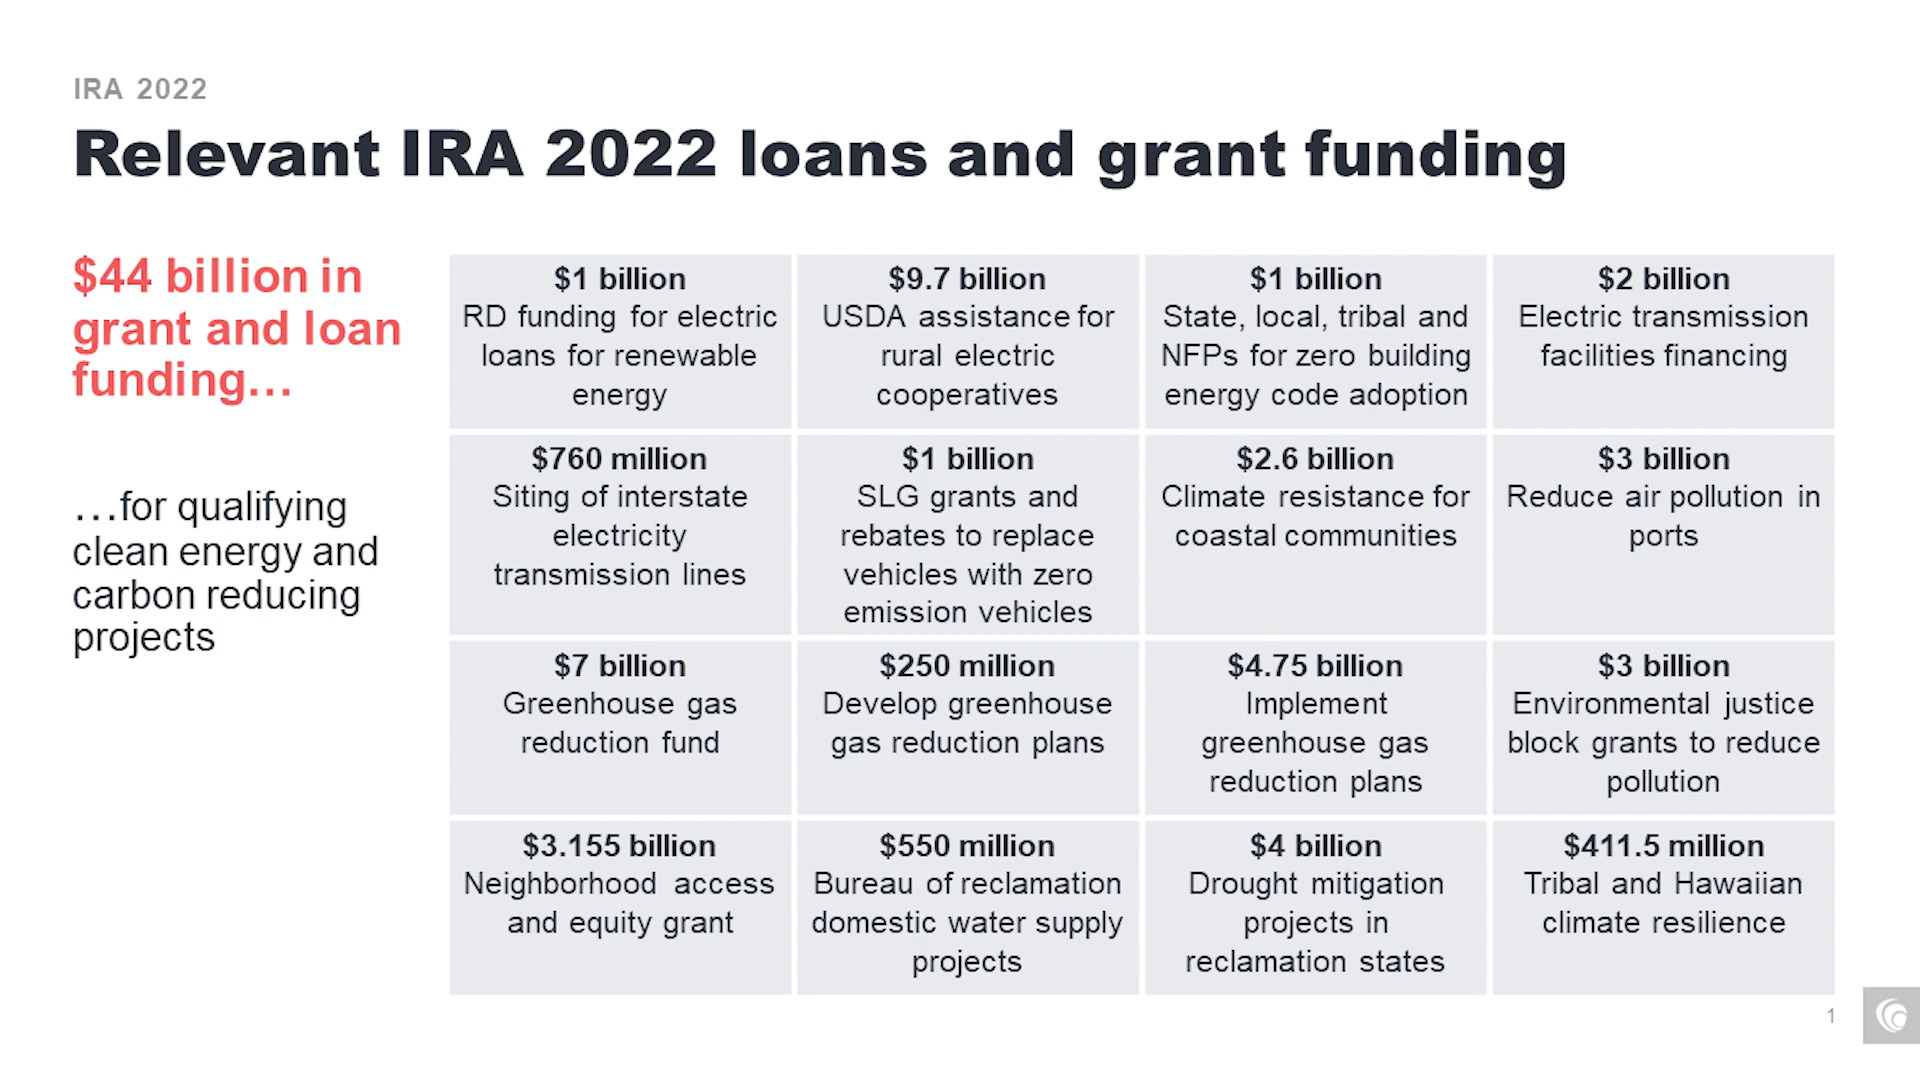 IRA 2022
Relevant IRA 2022 loans and grant funding
$44 billion in
grant and loan
funding…
…for qualifying
clean energy and
carbon reducing
projects
$1 billion
RD funding for electric
loans for renewable
energy
$9.7 billion
USDA assistance for
rural electric
cooperatives
$1 billion
State, local, tribal and
NFPs for zero building
energy code adoption
$2 billion
Electric transmission
facilities financing
$760 million
Siting of interstate
electricity
transmission lines
$1 billion
SLG grants and
rebates to replace
vehicles with zero
emission vehicles
$2.6 billion
Climate resistance for
coastal communities
$3 billion
Reduce air pollution in
ports
$7 billion
Greenhouse gas
reduction fund
$250 million
Develop greenhouse
gas reduction plans
$4.75 billion
Implement
greenhouse gas
reduction plans
$3 billion
Environmental justice
block grants to reduce
pollution
$3.155 billion
Neighborhood access
and equity grant
$550 million
Bureau of reclamation
domestic water supply
projects
$4 billion
Drought mitigation
projects in
reclamation states
$411.5 million
Tribal and Hawaiian
climate resilience
1